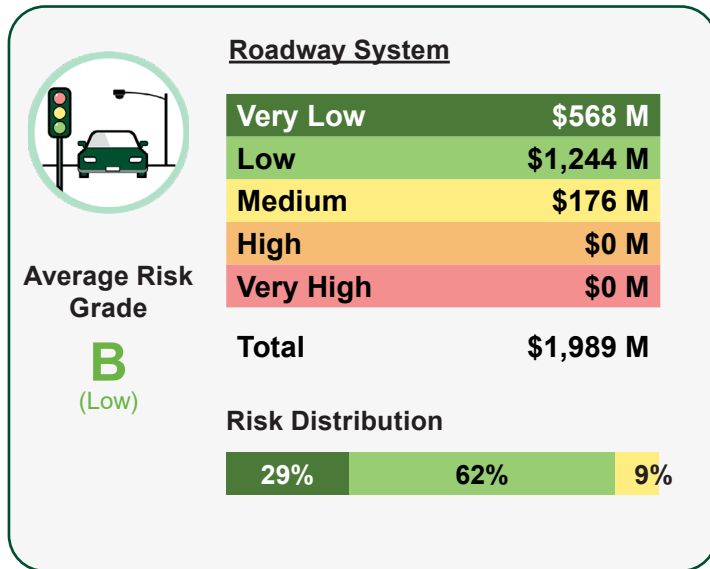 Roadway System
Very Low $568 M
Low $1,244 M
Medium $176 M
High $0 M
Very High $0 M
Total $1,989 M
Average Risk
Grade
B
(Low)
Risk Distribution
29% 62% 9%